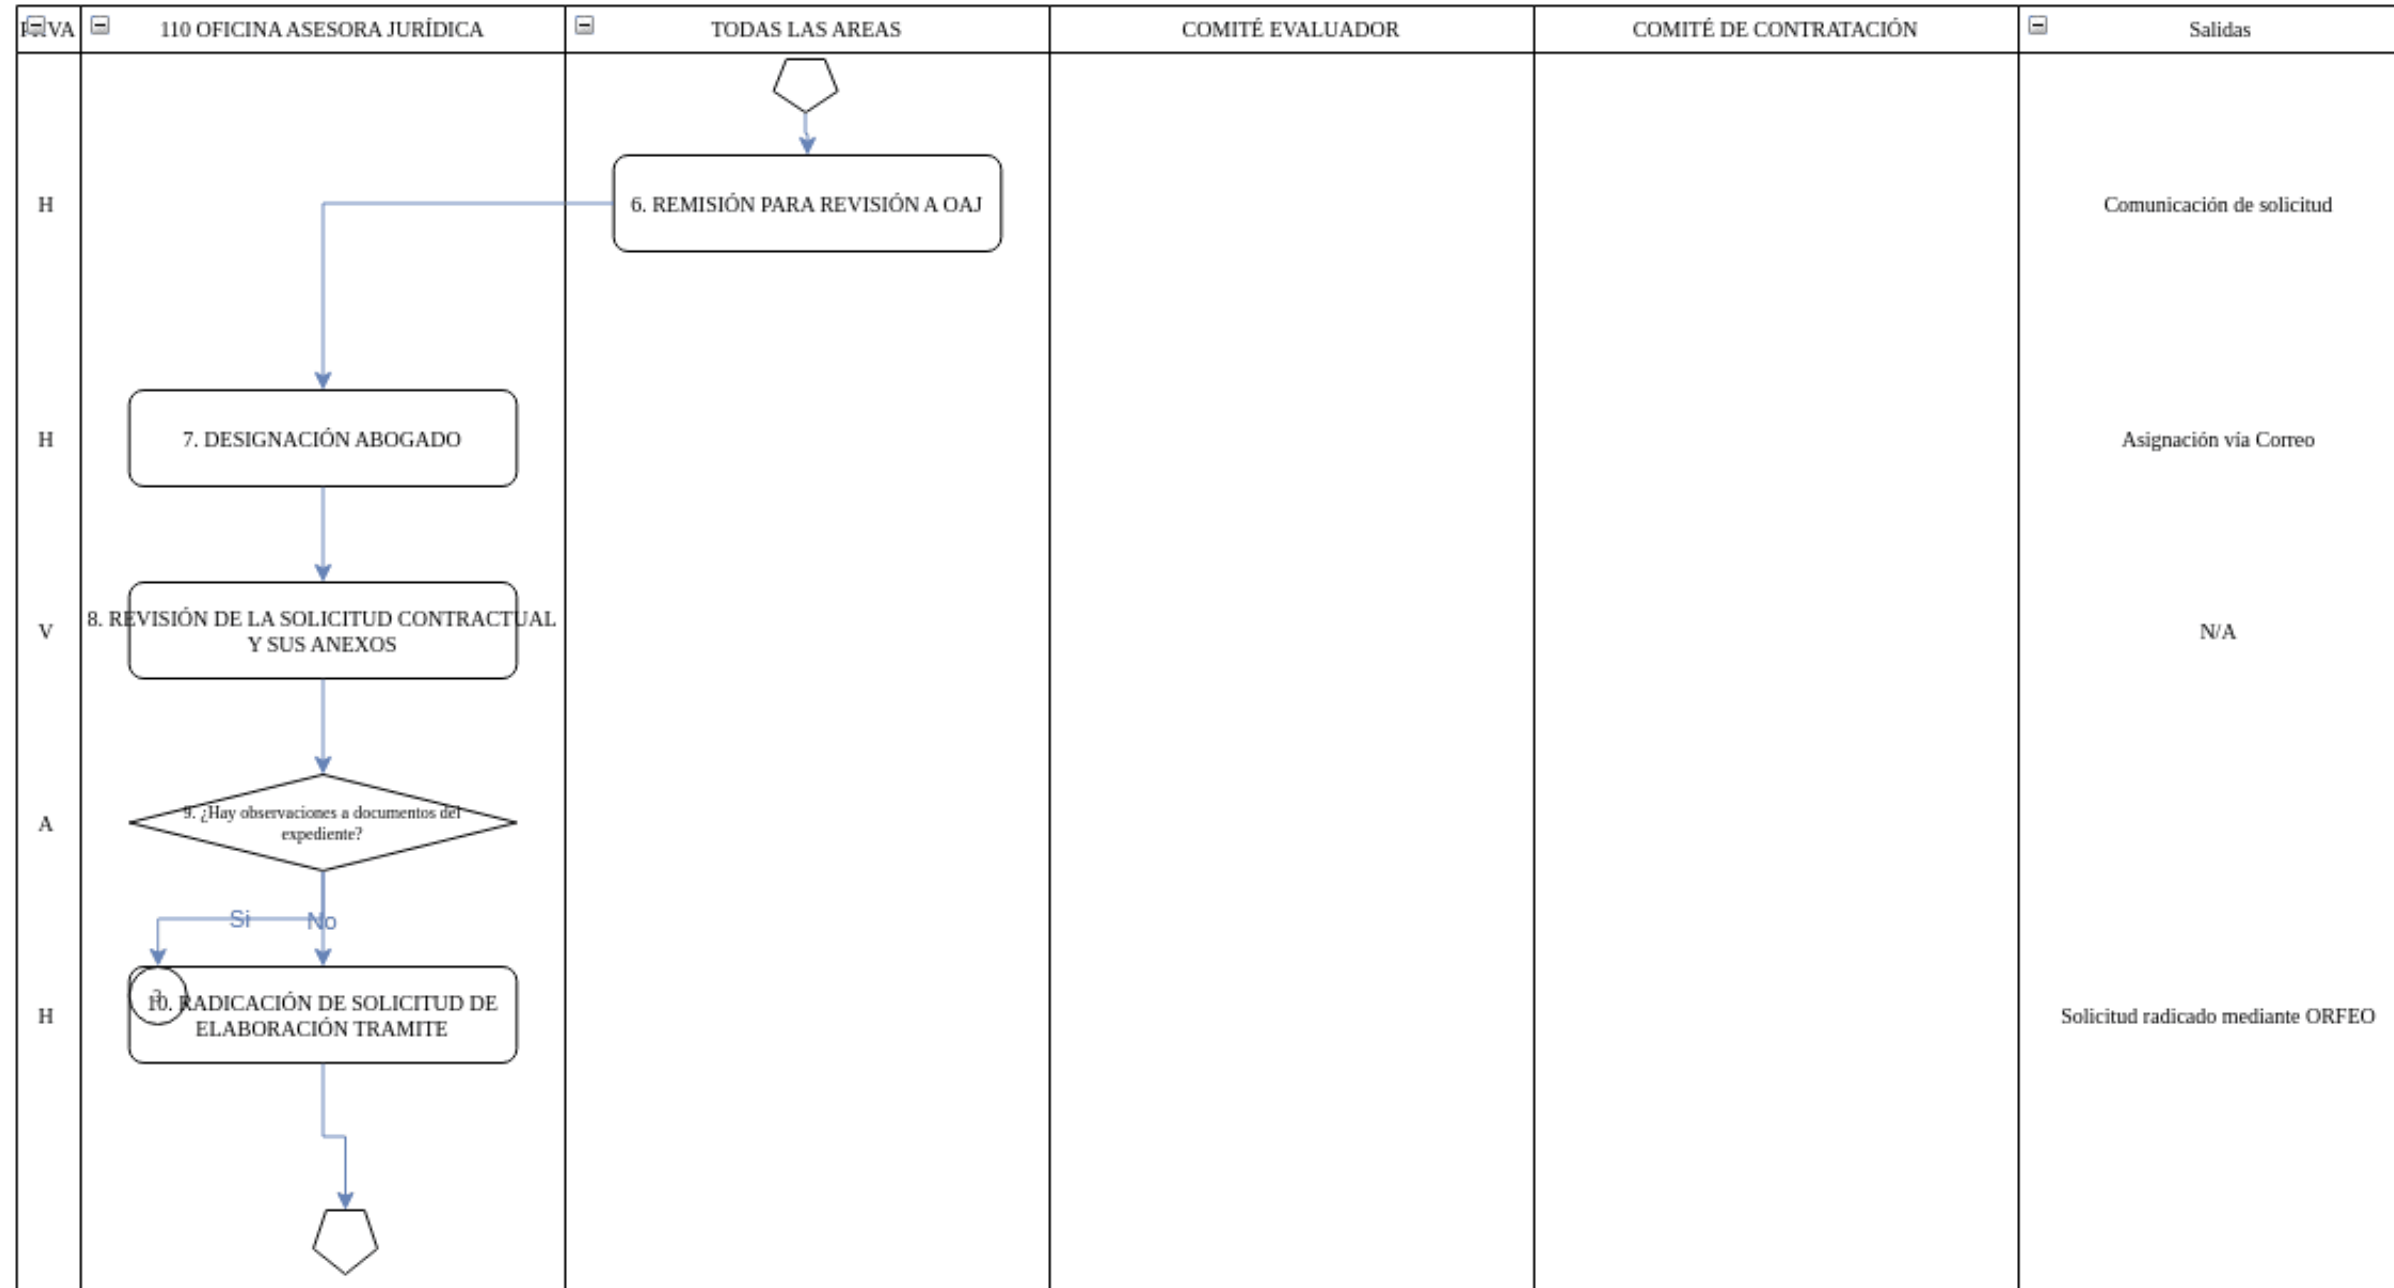 110 OFICINA ASESORA JURÍDICA
TODAS LAS AREAS
COMITÉ EVALUADOR
COMITÉ DE CONTRATACIÓN
Salidas
H
6. REMISIÓN PARA REVISIÓN A OAJ
Comunicación de solicitud
H
7. DESIGNACIÓN ABOGADO
Asignación vía Correo
V
8. REVISIÓN DE LA SOLICITUD CONTRACTUAL
Y SUS ANEXOS
N/A
A
9. ¿Hay observaciones a documentos del
expediente?
Si
No
H
10. RADICACIÓN DE SOLICITUD DE
ELABORACIÓN TRAMITE
Solicitud radicado mediante ORFEO